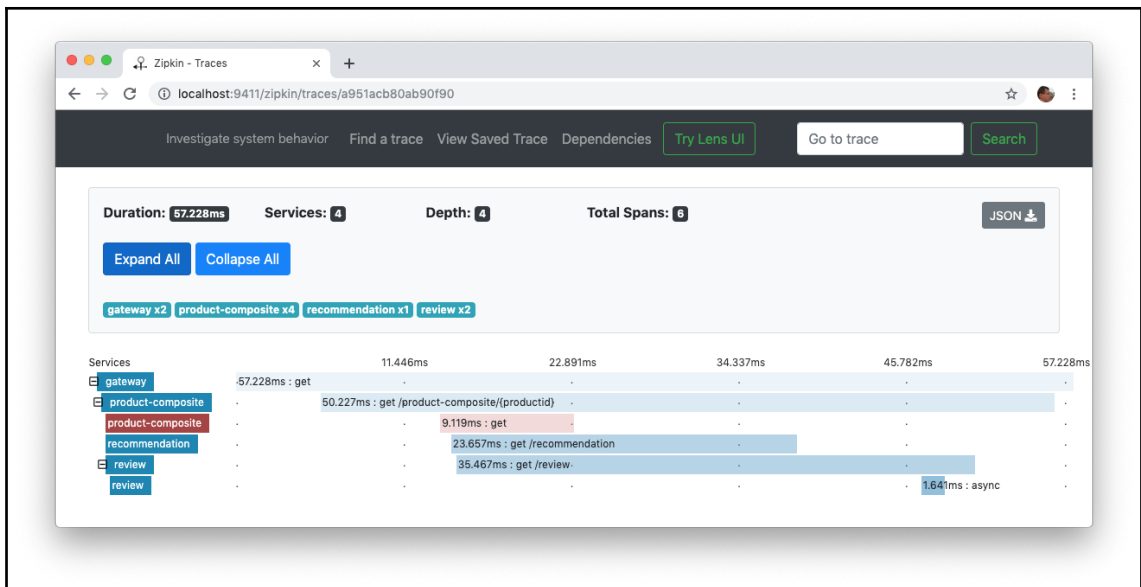 Zipkin - Traces
localhost:9411/zipkin/traces/a951acb80ab90f90
Investigate system behavior Find a trace View Saved Trace Dependencies Try Lens UI Go to trace Search
Duration: 57.228ms Services: 4 Depth: 4 Total Spans: 6 JSON
Expand All Collapse All
gateway x2 product-composite x4 recommendation x1 review x2
Services 11.446ms 22.891ms 34.337ms 45.782ms 57.228ms
gateway 57.228ms : get
product-composite 50.227ms : get /product-composite/{productid}
product-composite 9.119ms : get
recommendation 23.657ms : get /recommendation
review 35.467ms : get /review
review 1.641ms : async